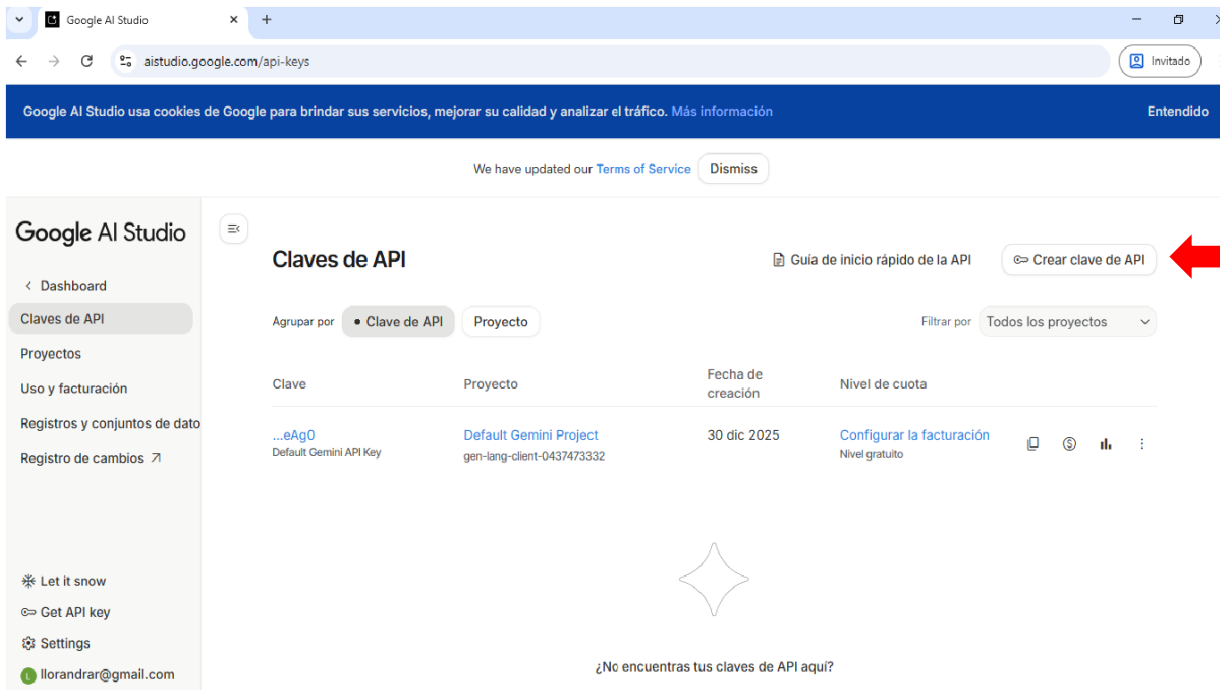 Google AI Studio
aistudio.google.com/api-keys
Invitado
Google AI Studio usa cookies de Google para brindar sus servicios, mejorar su calidad y analizar el tráfico. Más información
Entendido
We have updated our Terms of Service
Dismiss
Google AI Studio
Dashboard
Claves de API
Proyectos
Uso y facturación
Registros y conjuntos de dato
Registro de cambios
Let it snow
Get API key
Settings
L llorandrar@gmail.com
Claves de API
Guía de inicio rápido de la API
Crear clave de API
Agrupar por
Clave de API
Proyecto
Filtrar por
Todos los proyectos
Clave
Proyecto
Fecha de
creación
Nivel de cuota
...eAg0
Default Gemini API Key
Default Gemini Project
gen-lang-client-0437473332
30 dic 2025
Configurar la facturación
Nivel gratuito
¿No encuentras tus claves de API aquí?